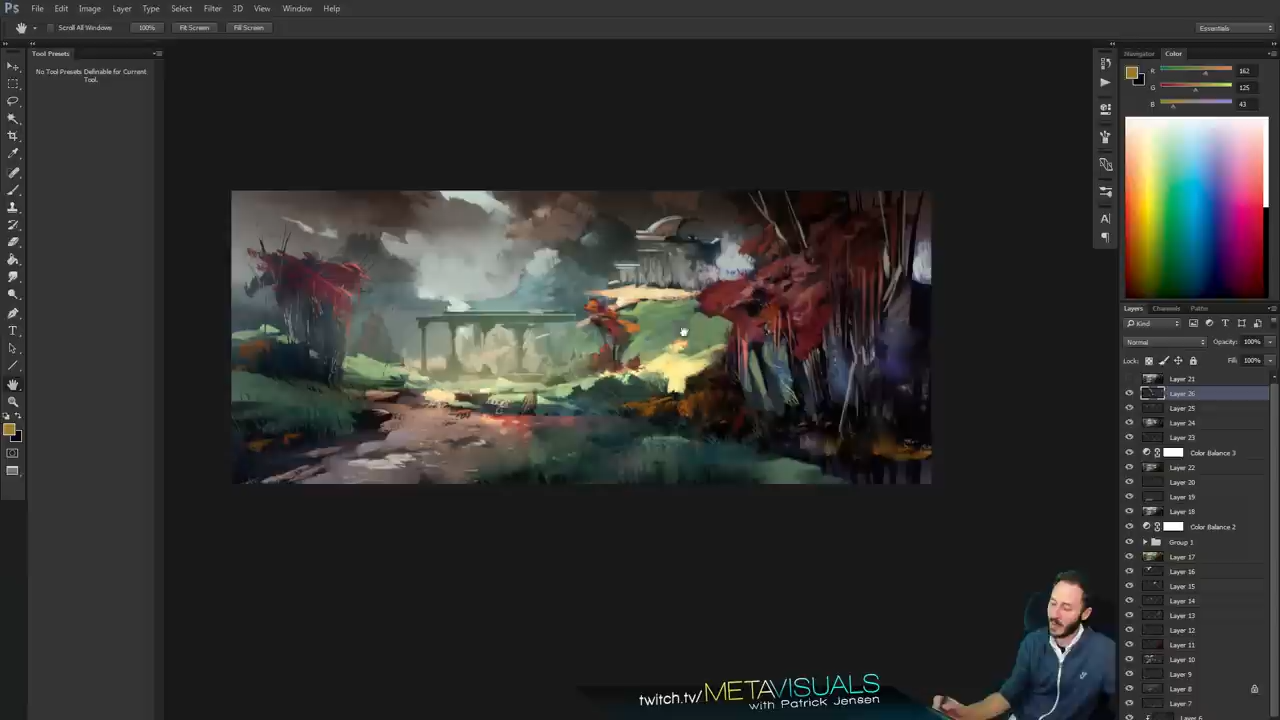 Ps File Edit Image Layer Type Select Filter 3D View Window Help
Scroll All Windows 100% Fit Screen Fill Screen Essentials
Tool Presets
No Tool Presets Definable for Current
Tool.
Navigator Color
R 162
G 125
B 43
Layers Channels Paths
Kind
Normal Opacity: 100%
Lock: Fill: 100%
Layer 21
Layer 26
Layer 25
Layer 24
Layer 23
Color Balance 3
Layer 22
Layer 20
Layer 19
Layer 18
Color Balance 2
Group 1
Layer 17
Layer 16
Layer 15
Layer 14
Layer 13
Layer 12
Layer 11
Layer 10
Layer 9
Layer 8
Layer 7
Layer 6
twitch.tv/METAVISUALS
with Patrick Jensen